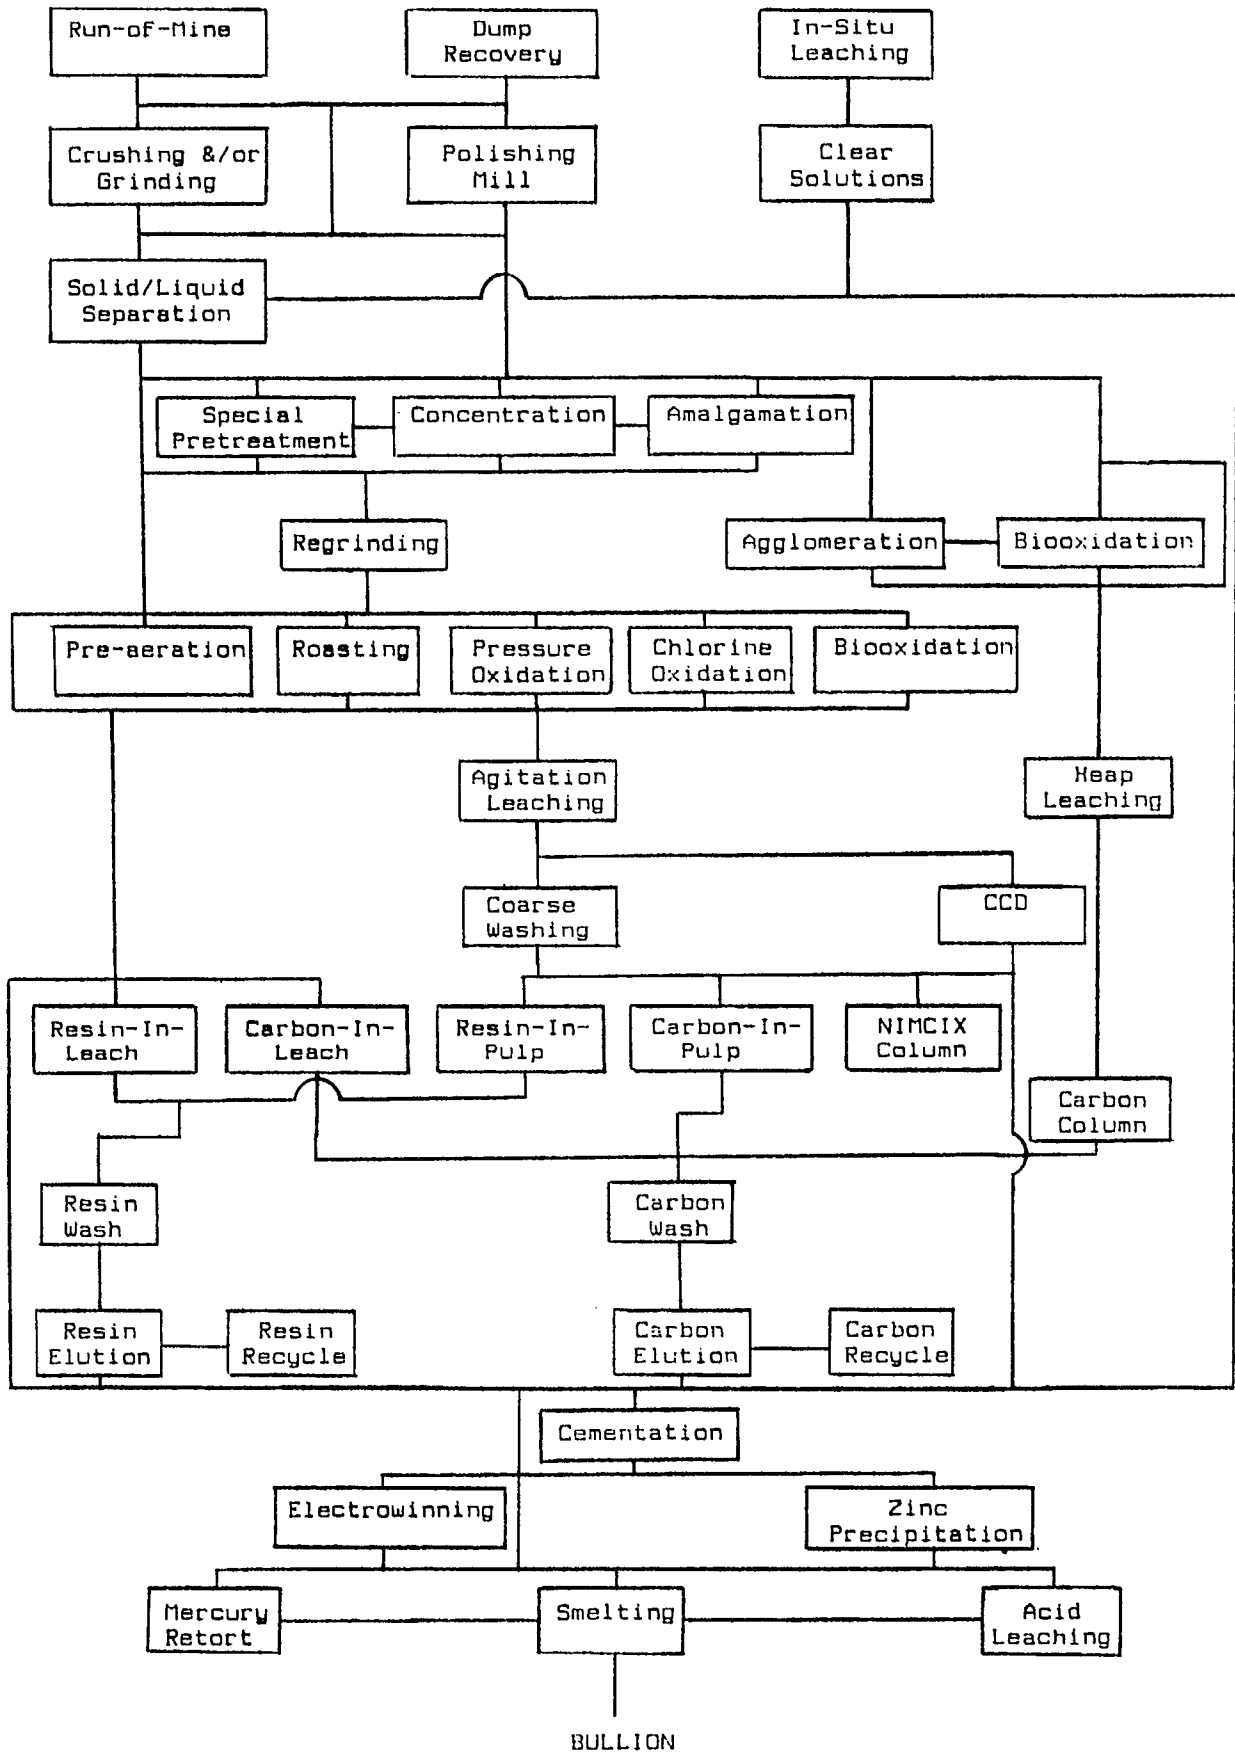 Run-of-Mine
Dump
Recovery
In-Situ
Leaching
Crushing &/or
Grinding
Polishing
Mill
Clear
Solutions
Solid/Liquid
Separation
Special
Pretreatment
Concentration
Amalgamation
Regrinding
Agglomeration
Biooxidation
Pre-aeration
Roasting
Pressure
Oxidation
Chlorine
Oxidation
Biooxidation
Agitation
Leaching
Heap
Leaching
Coarse
Washing
CCD
Resin-In-
Leach
Carbon-In-
Leach
Resin-In-
Pulp
Carbon-In-
Pulp
NIMCIX
Column
Carbon
Column
Resin
Wash
Carbon
Wash
Resin
Elution
Resin
Recycle
Carbon
Elution
Carbon
Recycle
Cementation
Electrowinning
Zinc
Precipitation
Mercury
Retort
Smelting
Acid
Leaching
BULLION